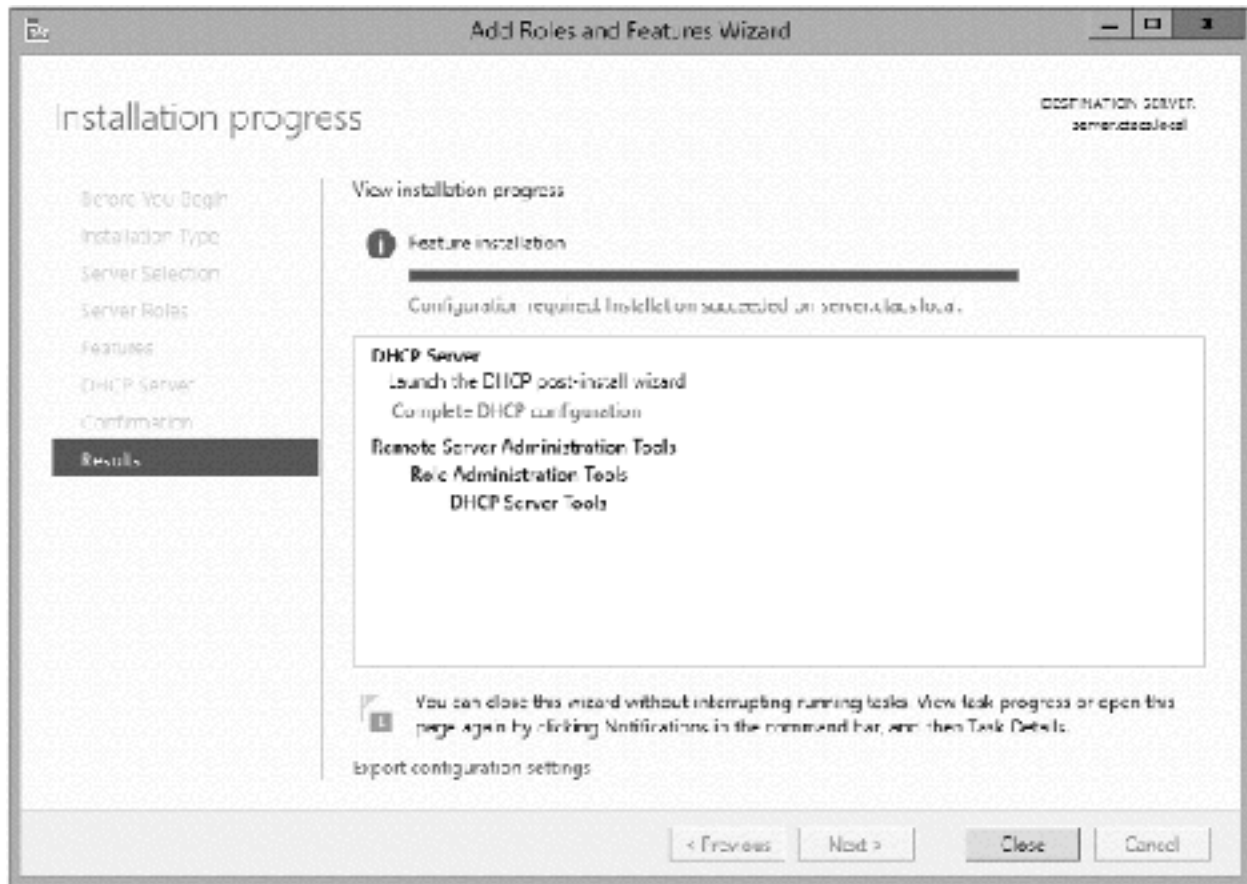 Add Roles and Features Wizard
Installation progress
DESTINATION SERVER
View installation progress
Before You Begin
Installation Type
Feature installation
Server Selection
Configuration required. Installation succeeded on
Server Roles
Features
DHCP Server
Launch the DHCP post-install wizard
DHCP Server
Complete DHCP configuration
Confirmation
Remote Server Administration Tools
Results
Role Administration Tools
DHCP Server Tools
You can close this wizard without interrupting running tasks. View task progress or open this
page again by clicking Notifications in the command bar, and then Task Details.
Export configuration settings
< Previous
Next >
Close
Cancel